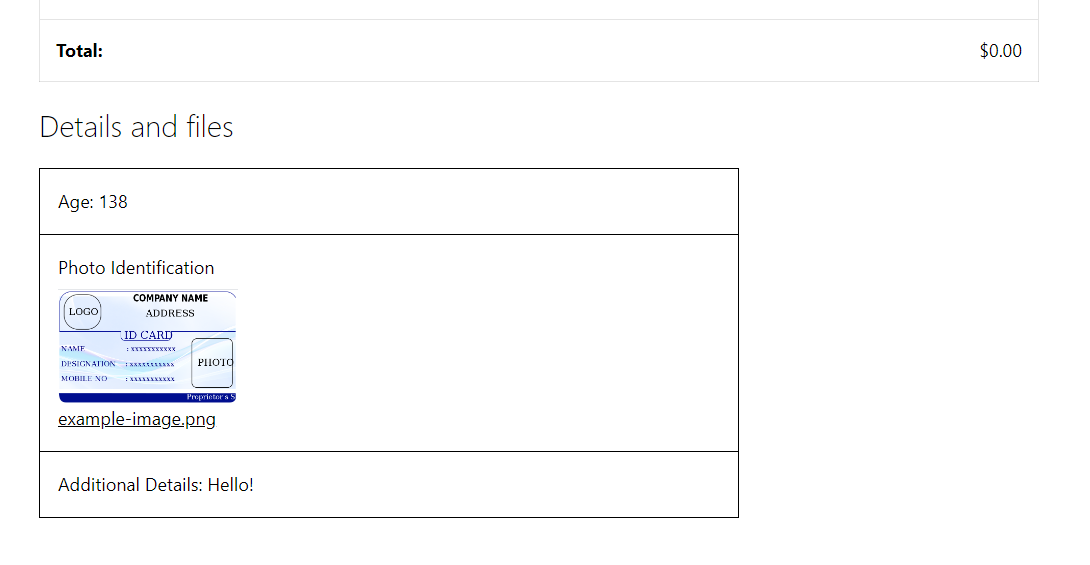 Total: $0.00
Details and files
Age: 138
Photo Identification
COMPANY NAME
LOGO
ADDRESS
ID CARD
NAME : xxxxxxxxxxx
DESIGNATION : xxxxxxxxxxx
PHOTO
MOBILE NO : xxxxxxxxxxx
Proprietor's S
example-image.png
Additional Details: Hello!